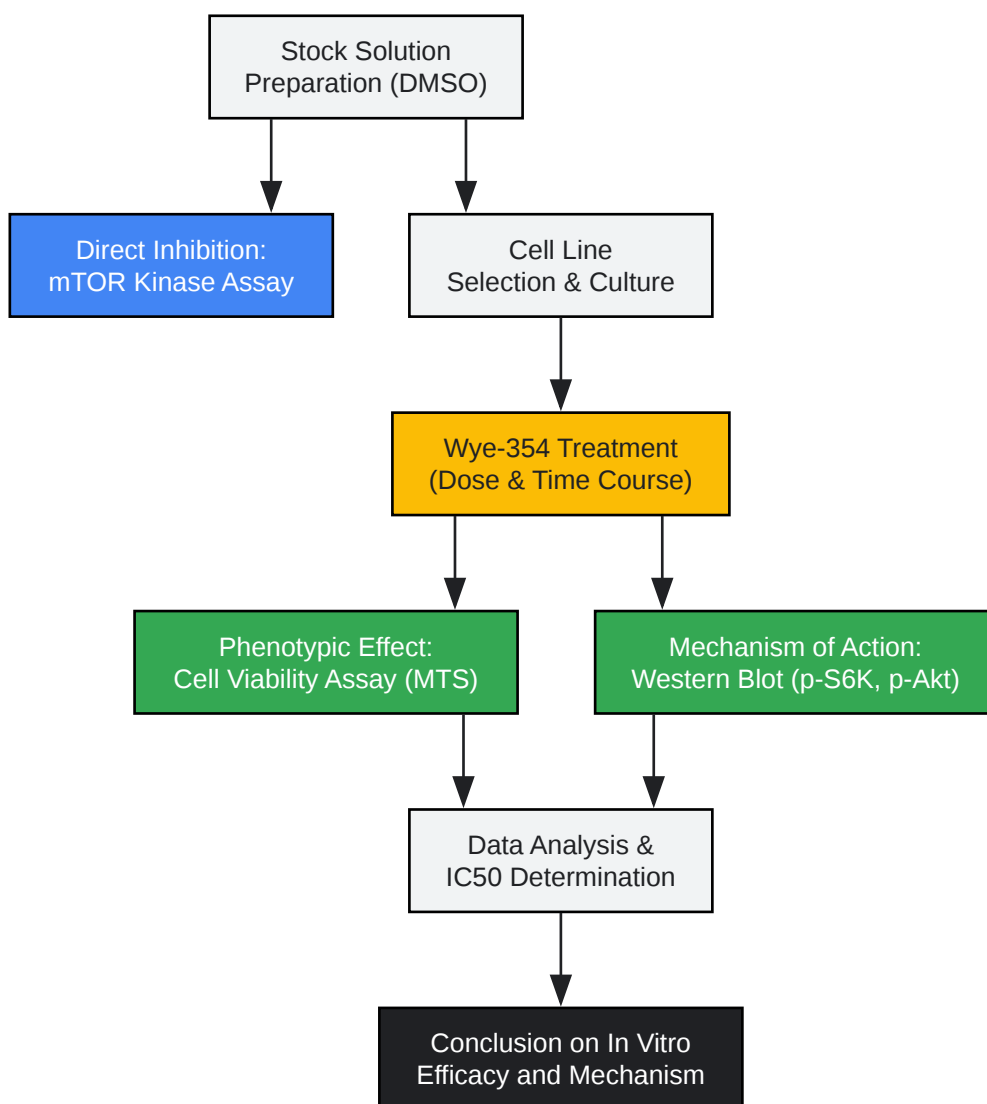 Stock Solution
Preparation (DMSO)
Direct Inhibition:
mTOR Kinase Assay
Cell Line
Selection & Culture
Wye-354 Treatment
(Dose & Time Course)
Phenotypic Effect:
Cell Viability Assay (MTS)
Mechanism of Action:
Western Blot (p-S6K, p-Akt)
Data Analysis &
IC50 Determination
Conclusion on In Vitro
Efficacy and Mechanism